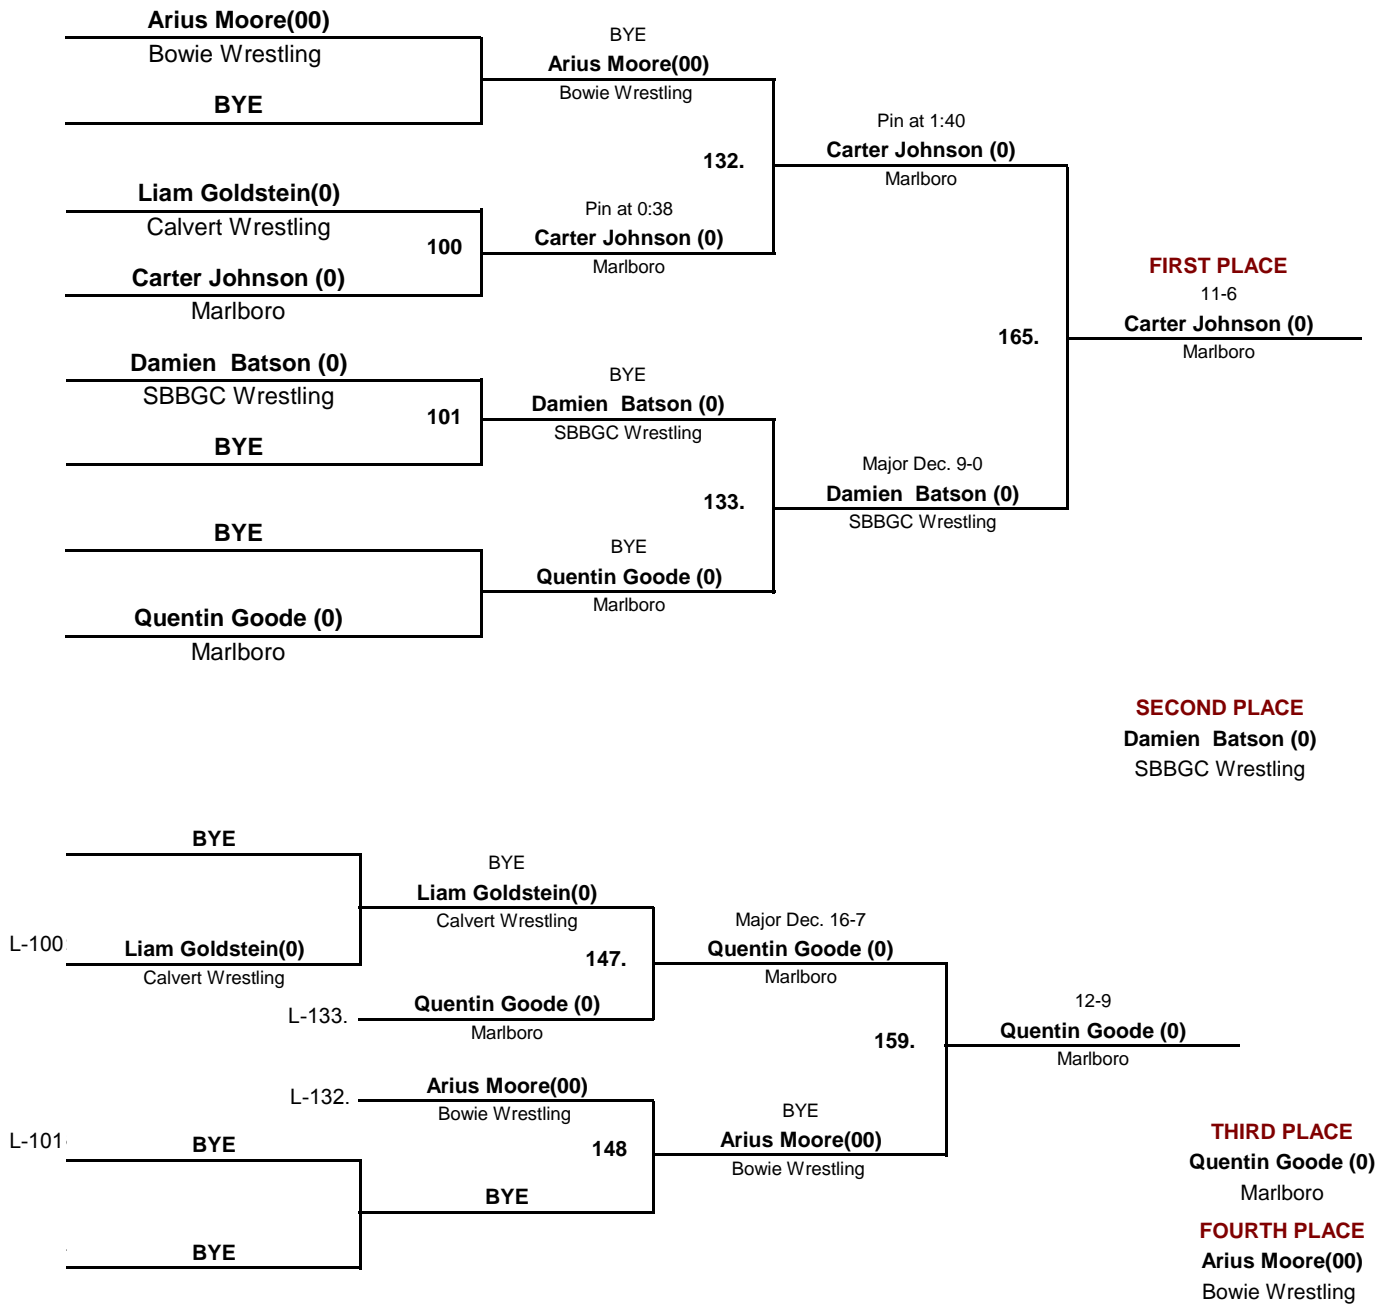 Arius Moore(00)
Bowie Wrestling
BYE
BYE
Arius Moore(00)
Bowie Wrestling
132.
Pin at 1:40
Carter Johnson (0)
Marlboro
Liam Goldstein(0)
Calvert Wrestling
100
Carter Johnson (0)
Marlboro
Pin at 0:38
Carter Johnson (0)
Marlboro
FIRST PLACE
11-6
Carter Johnson (0)
Marlboro
165.
Damien  Batson (0)
SBBGC Wrestling
101
BYE
BYE
Damien  Batson (0)
SBBGC Wrestling
133.
Major Dec. 9-0
Damien  Batson (0)
SBBGC Wrestling
BYE
Quentin Goode (0)
Marlboro
BYE
Quentin Goode (0)
Marlboro
SECOND PLACE
Damien  Batson (0)
SBBGC Wrestling
BYE
L-100
Liam Goldstein(0)
Calvert Wrestling
BYE
Liam Goldstein(0)
Calvert Wrestling
147.
L-133.
Quentin Goode (0)
Marlboro
Major Dec. 16-7
Quentin Goode (0)
Marlboro
159.
12-9
Quentin Goode (0)
Marlboro
L-132.
Arius Moore(00)
Bowie Wrestling
148
L-101
BYE
BYE
BYE
BYE
Arius Moore(00)
Bowie Wrestling
THIRD PLACE
Quentin Goode (0)
Marlboro
FOURTH PLACE
Arius Moore(00)
Bowie Wrestling